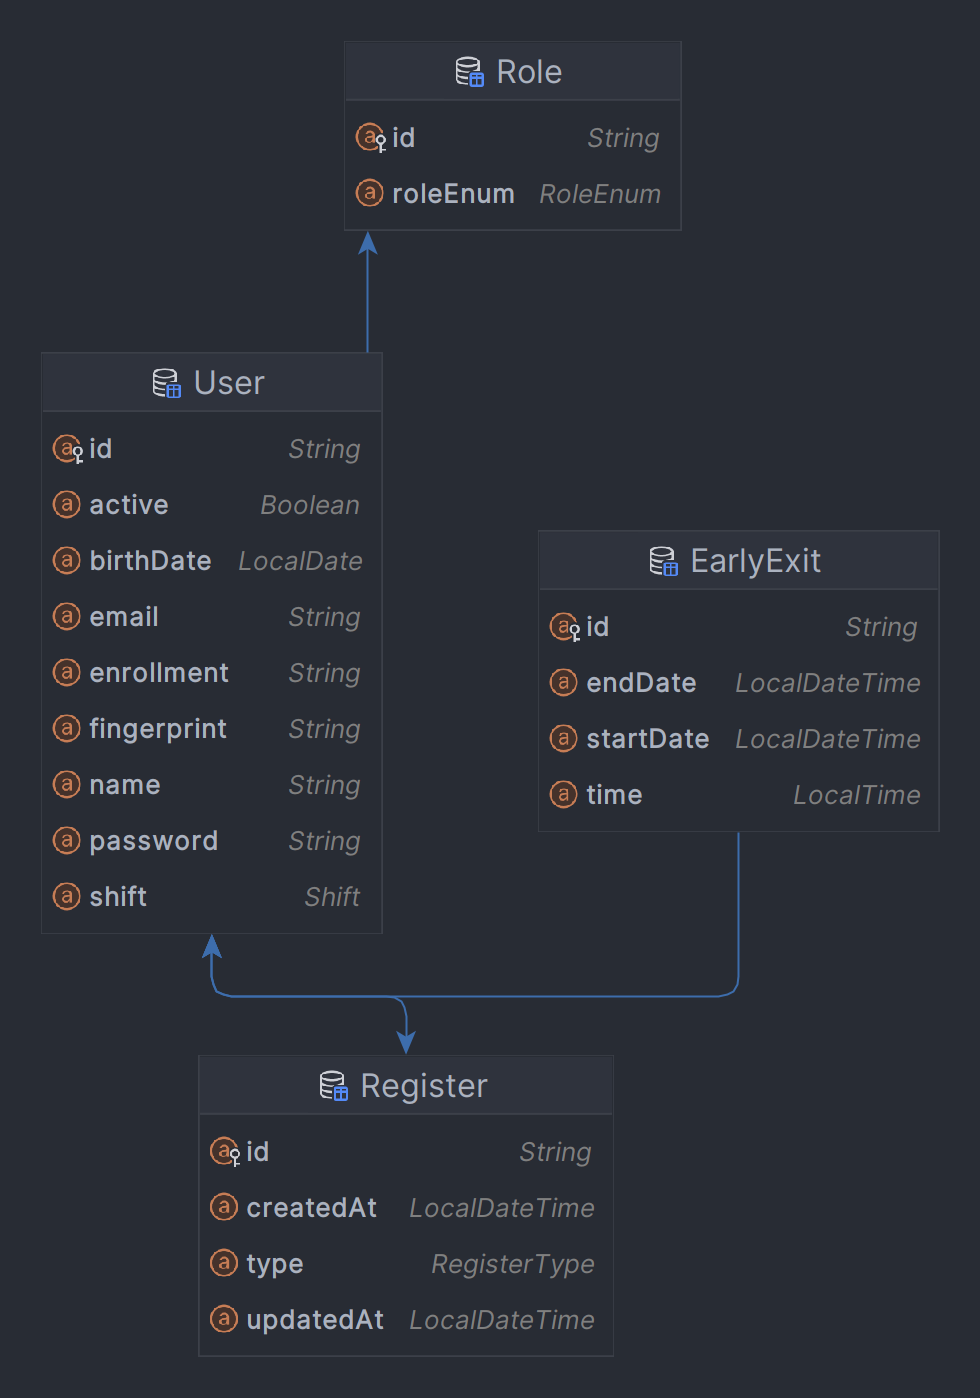 Role
id String
roleEnum RoleEnum
User
id String
active Boolean
birthDate LocalDate
email String
enrollment String
fingerprint String
name String
password String
shift Shift
EarlyExit
id String
endDate LocalDateTime
startDate LocalDateTime
time LocalTime
Register
id String
createdAt LocalDateTime
type RegisterType
updatedAt LocalDateTime